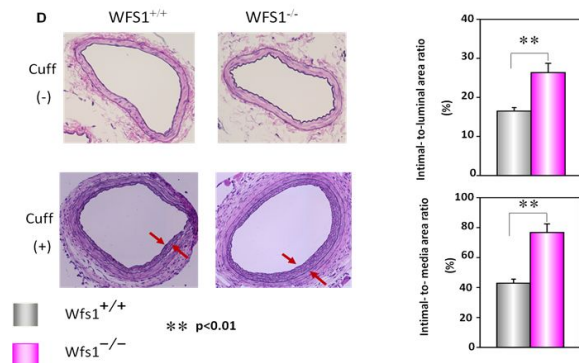 D
WFS1+/+
WFS1-/-
Cuff
(-)
Cuff
(+)
Wfs1+/+
** p<0.01
Wfs1−/−
Intimal-to-luminal area ratio
(%)
40
30
20
10
0
**
Intimal-to- media area ratio
(%)
100
80
60
40
20
0
**